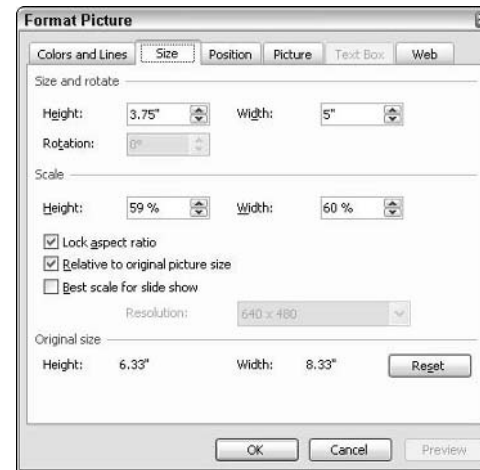 Format Picture
Colors and Lines Size Position Picture Text Box Web
Size and rotate
Height: 3.75" Width: 5"
Rotation: 0°
Scale
Height: 59 % Width: 60 %
Lock aspect ratio
Relative to original picture size
Best scale for slide show
Resolution: 640 x 480
Original size
Height: 6.33" Width: 8.33" Reset
OK Cancel Preview